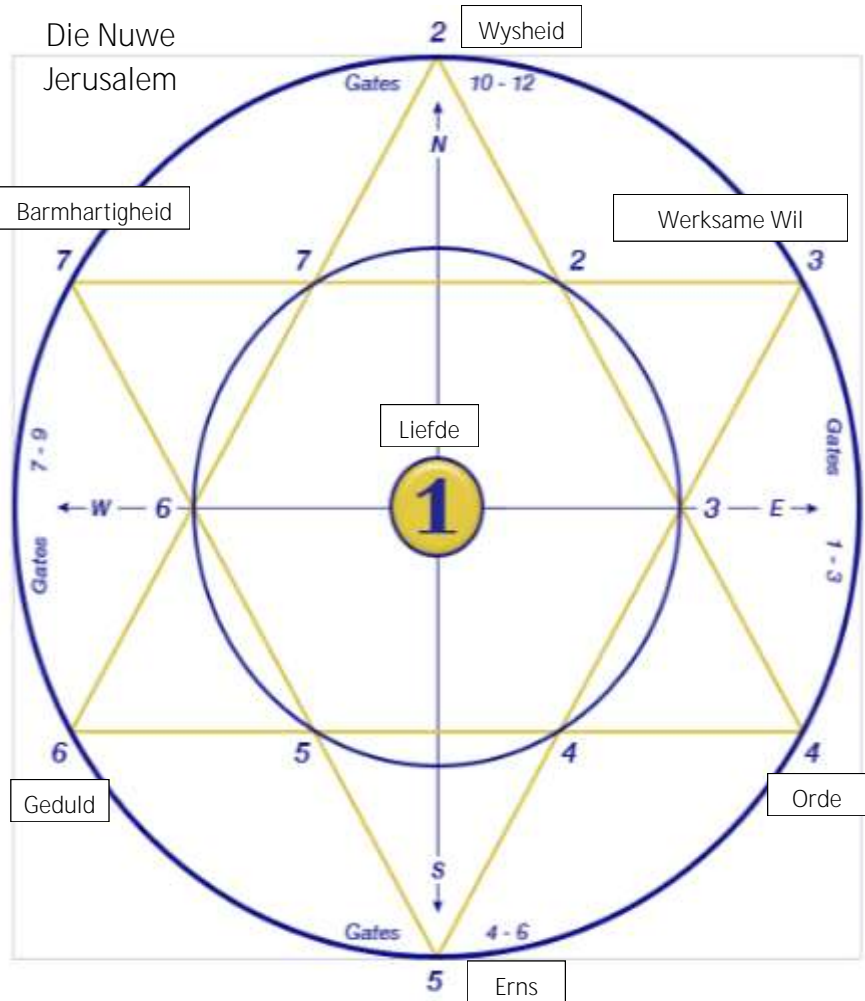 Die Nuwe
Jerusalem
2 Wysheid
Gates 10 - 12
N
Barmhartigheid
Werksame Wil
7 7 2 3
Liefde
7 - 9
Gates
W 6
1
3 E
Gates
1 - 3
6 5 4 4
Geduld
Orde
S
Gates 4 - 6
5 Erns